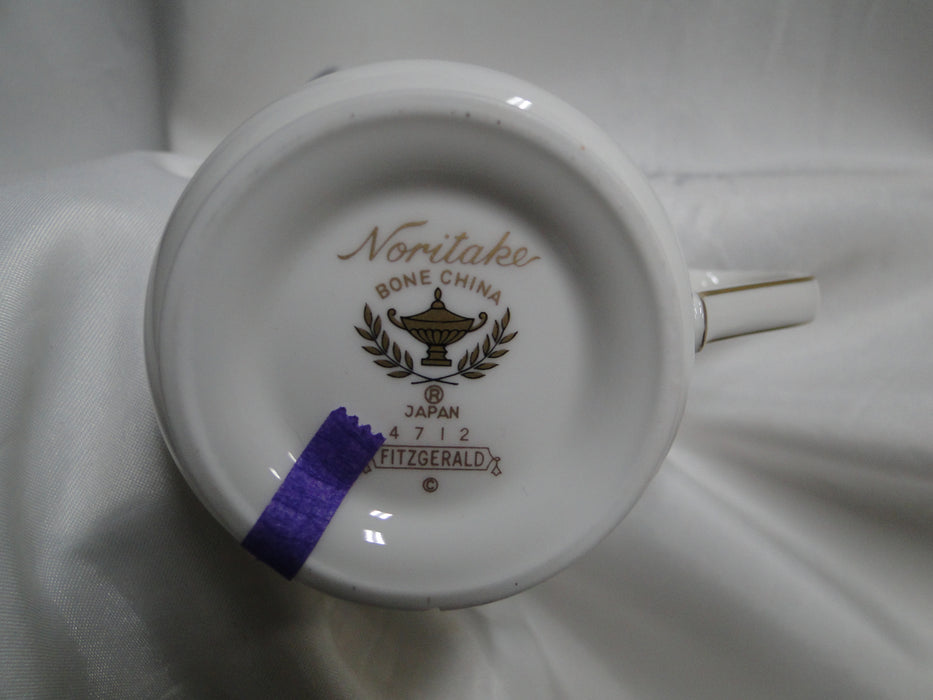 Noritake
BONE CHINA
®
JAPAN
4712
FITZGERALD
©